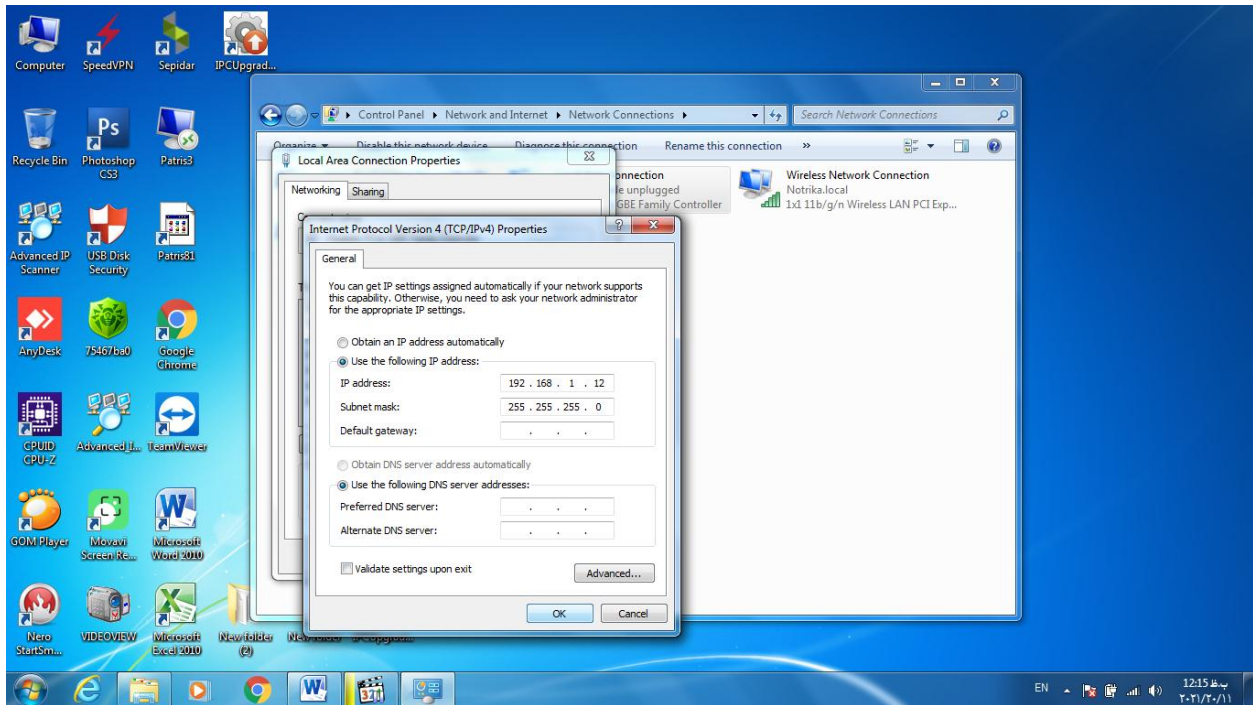 Computer
SpeedVPN
Sepidar
IPCUpgrad...
Recycle Bin
Ps
Photoshop
CS3
Patris3
Advanced IP
Scanner
USB Disk
Security
Patris81
AnyDesk
75467ba0
Google
Chrome
CPUID
CPU-Z
Advanced_I...
TeamViewer
GOM Player
Movavi
Screen Re...
Microsoft
Word 2010
Nero
StartSm...
VIDEOVIEW
Microsoft
Excel 2010
New folder
(2)
Control Panel
Network and Internet
Network Connections
Search Network Connections
Organize
Disable this network device
Diagnose this connection
Rename this connection
»
Local Area Connection Properties
Networking
Sharing
onnection
le unplugged
GBE Family Controller
Wireless Network Connection
Notrika.local
1x1 11b/g/n Wireless LAN PCI Exp...
Internet Protocol Version 4 (TCP/IPv4) Properties
General
You can get IP settings assigned automatically if your network supports
this capability. Otherwise, you need to ask your network administrator
for the appropriate IP settings.
Obtain an IP address automatically
Use the following IP address:
IP address:
192 . 168 . 1 . 12
Subnet mask:
255 . 255 . 255 . 0
Default gateway:
. . .
Obtain DNS server address automatically
Use the following DNS server addresses:
Preferred DNS server:
. . .
Alternate DNS server:
. . .
Validate settings upon exit
Advanced...
OK
Cancel
EN
12:15 ب.ظ
۲۰۲۱/۲۰/۱۱